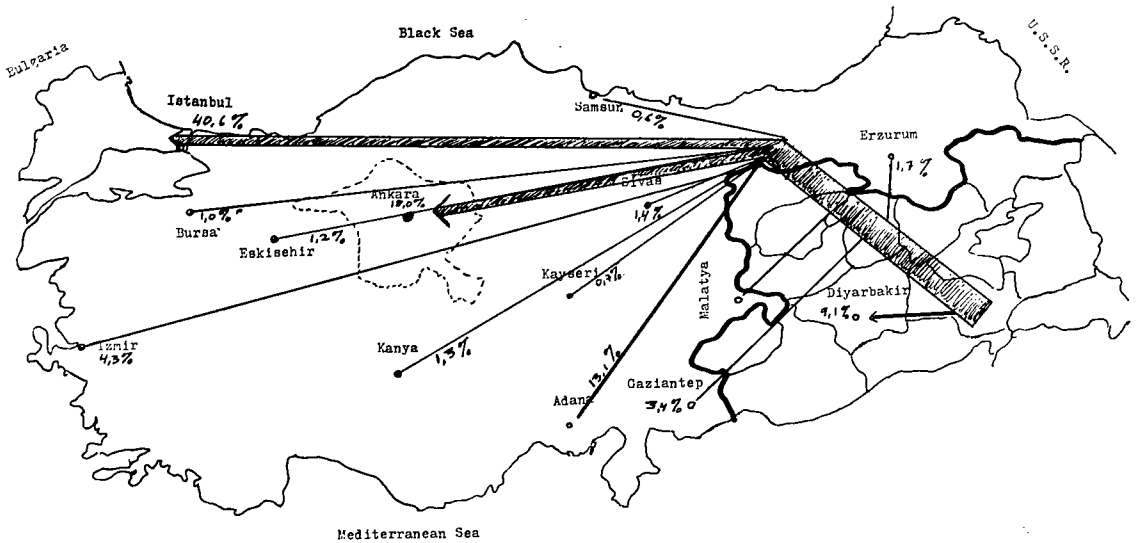 Black Sea
U.S.S.R.
Bulgaria
Istanbul
40,6%
Samsun
0,6%
Erzurum
1,7%
Sivas
1,4%
Ankara
18,0%
1,0%
Bursa
1,2%
Eskisehir
Kayseri
0,7%
Malatya
Diyarbakir
9,1%
Izmir
4,3%
Kanya
1,3%
13,1%
Adana
Gaziantep
3,4%
Mediterranean Sea